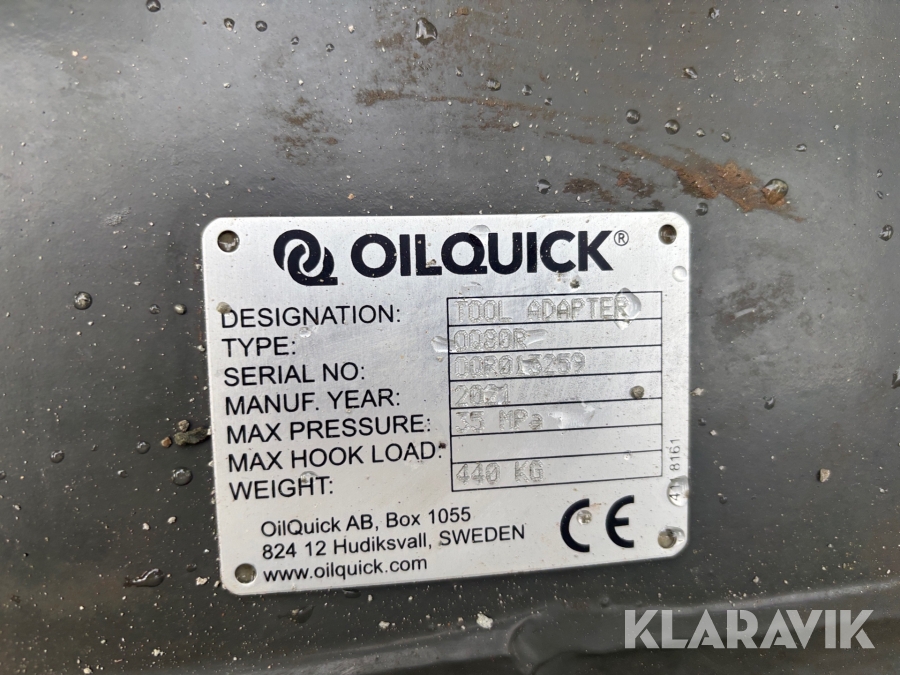 OILQUICK®
DESIGNATION: TOOL ADAPTER
TYPE: OQ80R
SERIAL NO:
MANUF. YEAR: 2021
MAX PRESSURE: 35 MPa
MAX HOOK LOAD:
WEIGHT: 440 KG
OilQuick AB, Box 1055
824 12 Hudiksvall, SWEDEN
www.oilquick.com
CE
8161
KLARAVIK